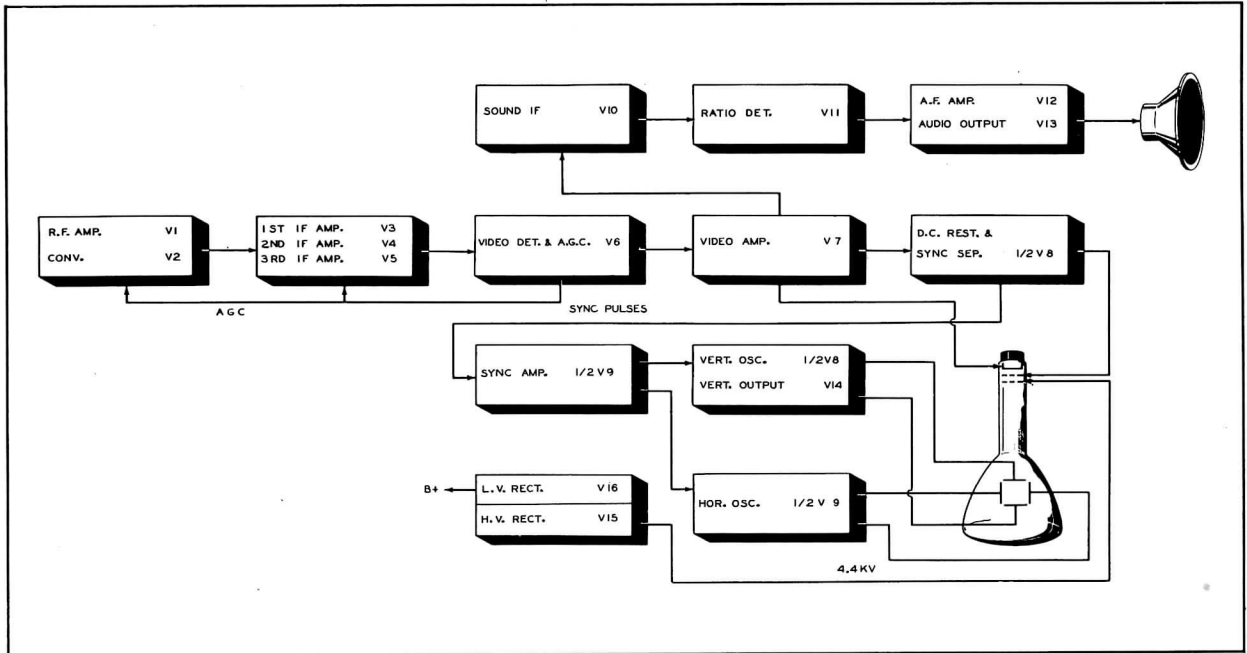 SOUND IF V10
RATIO DET. V11
A.F. AMP. V12
AUDIO OUTPUT V13
R.F. AMP. V1
CONV. V2
1ST IF AMP. V3
2ND IF AMP. V4
3RD IF AMP. V5
VIDEO DET. & A.G.C. V6
VIDEO AMP. V7
D.C. REST. &
SYNC SEP. 1/2 V8
AGC
SYNC PULSES
SYNC AMP. 1/2 V9
VERT. OSC. 1/2V8
VERT. OUTPUT V14
B+
L.V. RECT. V16
H.V. RECT. V15
HOR. OSC. 1/2 V 9
4.4KV